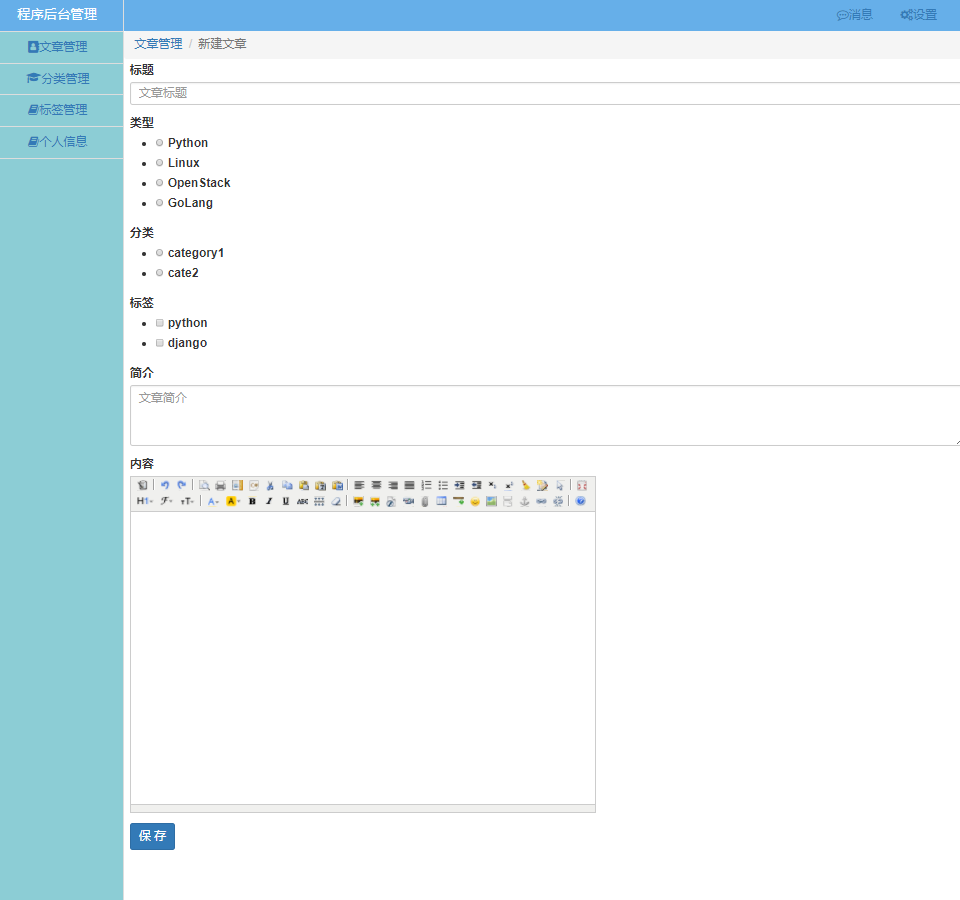 程序后台管理
消息 设置
文章管理
分类管理
标签管理
个人信息
文章管理 / 新建文章
标题
文章标题
类型
Python
Linux
OpenStack
GoLang
分类
category1
cate2
标签
python
django
简介
文章简介
内容
H1 F тT A A B I U ABC
保 存